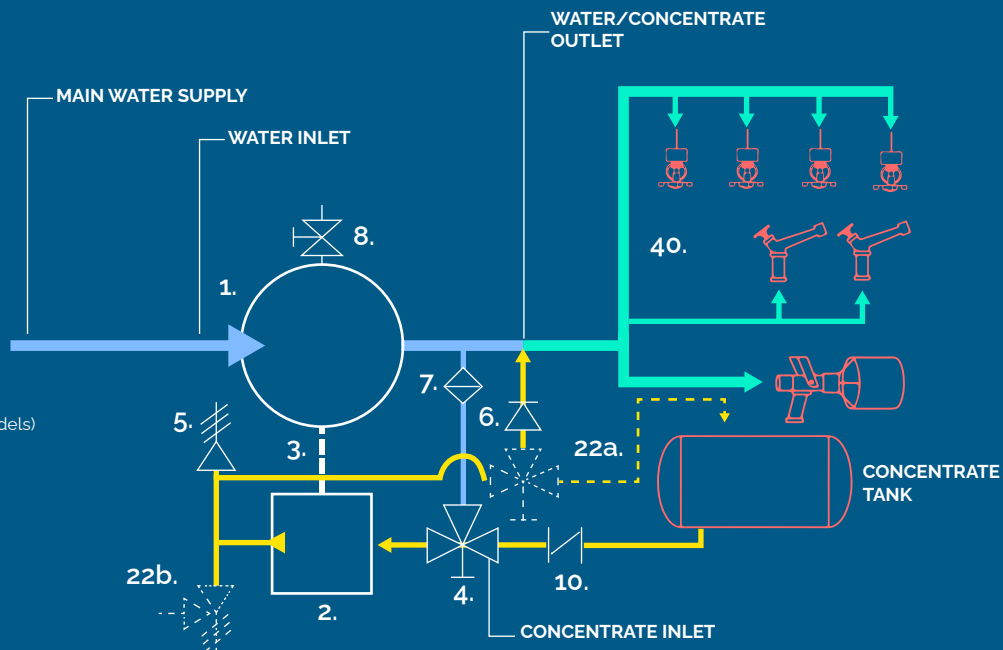 WATER/CONCENTRATE
OUTLET
MAIN WATER SUPPLY
WATER INLET
8.
40.
1.
7.
5.
6.
dels)
3.
22a.
CONCENTRATE
TANK
22b.
2.
4.
10.
CONCENTRATE INLET